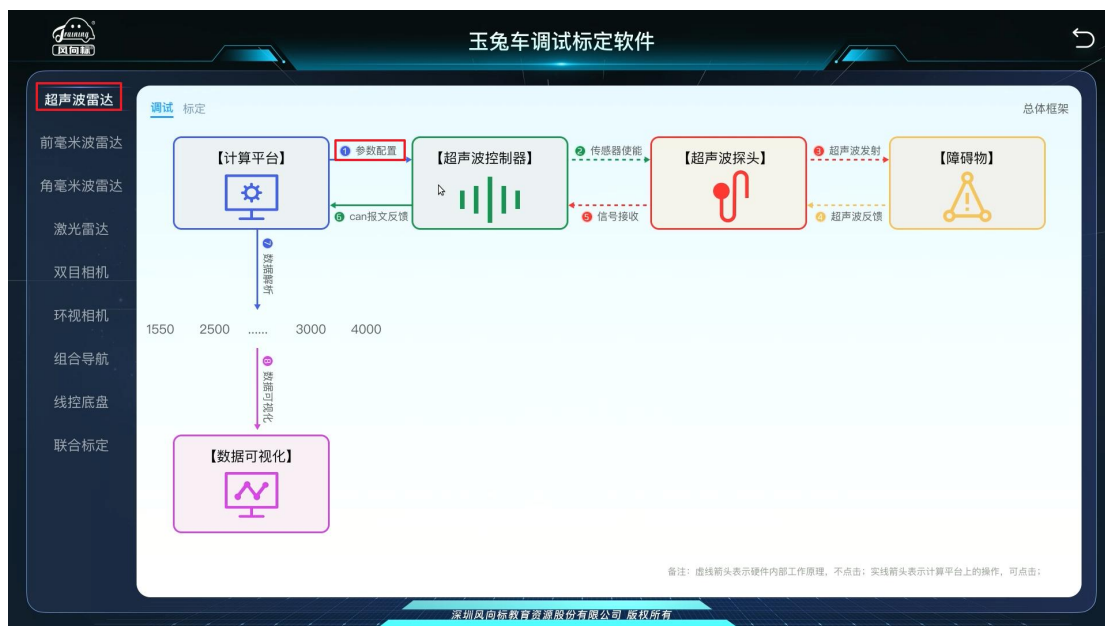 Training
风向标
玉兔车调试标定软件
超声波雷达
前毫米波雷达
角毫米波雷达
激光雷达
双目相机
环视相机
组合导航
线控底盘
联合标定
调试 标定
总体框架
【计算平台】
1 参数配置
【超声波控制器】
2 传感器使能
【超声波探头】
3 超声波发射
【障碍物】
6 can报文反馈
5 信号接收
4 超声波反馈
7 数据解析
1550 2500 ...... 3000 4000
8 数据可视化
【数据可视化】
备注：虚线箭头表示硬件内部工作原理，不点击；实线箭头表示计算平台上的操作，可点击；
深圳风向标教育资源股份有限公司 版权所有